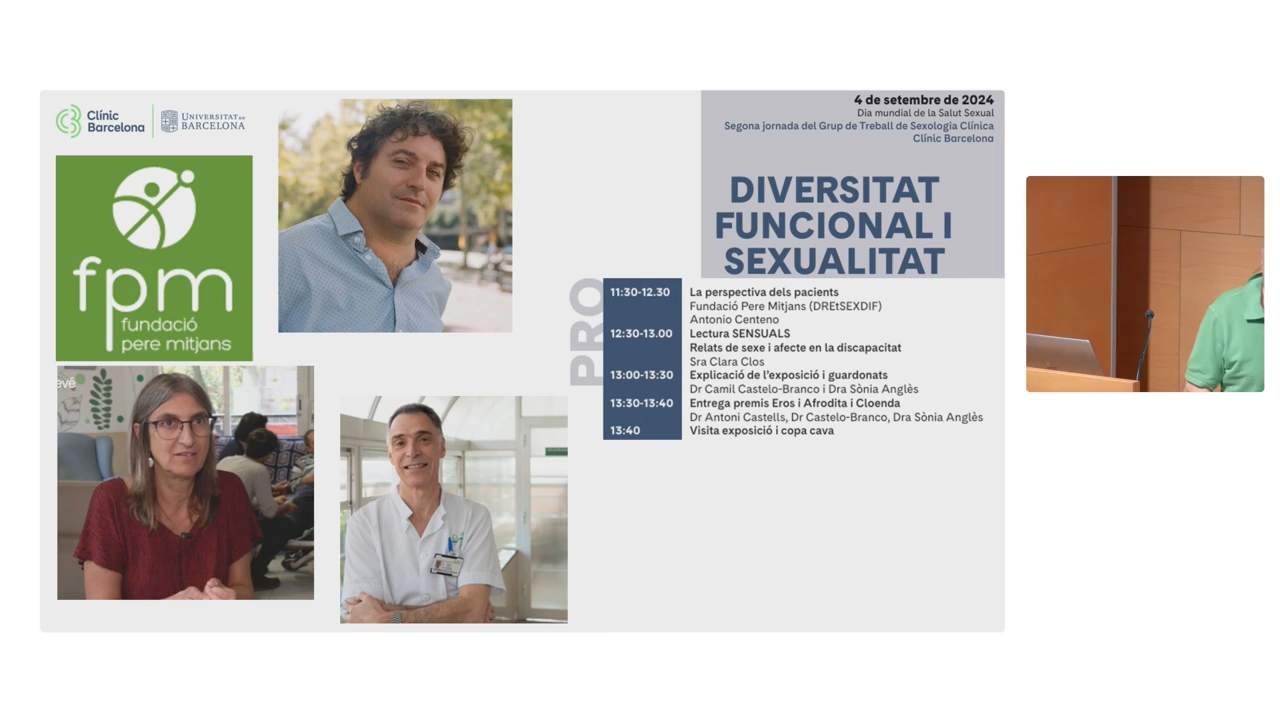 Clínic
Barcelona
UNIVERSITAT DE
BARCELONA
fpm
fundació
pere mitjans
evé
4 de setembre de 2024
Dia mundial de la Salut Sexual
Segona jornada del Grup de Treball de Sexologia Clínica
Clínic Barcelona
DIVERSITAT
FUNCIONAL I
SEXUALITAT
PRO
11:30-12.30 La perspectiva dels pacients
Fundació Pere Mitjans (DREtSEXDIF)
Antonio Centeno
12:30-13.00 Lectura SENSUALS
Relats de sexe i afecte en la discapacitat
Sra Clara Clos
13:00-13:30 Explicació de l'exposició i guardonats
Dr Camil Castelo-Branco i Dra Sònia Anglès
13:30-13:40 Entrega premis Eros i Afrodita i Cloenda
Dr Antoni Castells, Dr Castelo-Branco, Dra Sònia Anglès
13:40 Visita exposició i copa cava